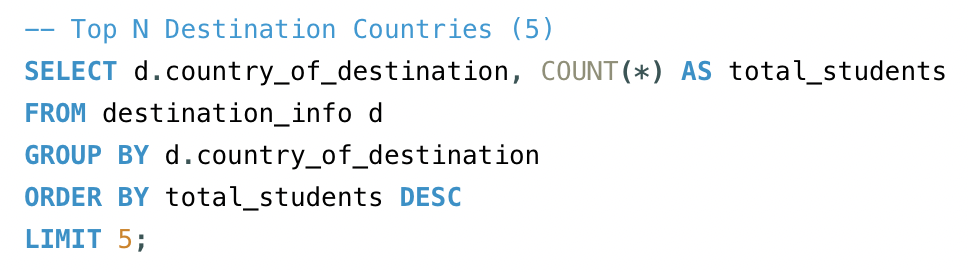 -- Top N Destination Countries (5)
SELECT d.country_of_destination, COUNT(*) AS total_students
FROM destination_info d
GROUP BY d.country_of_destination
ORDER BY total_students DESC
LIMIT 5;